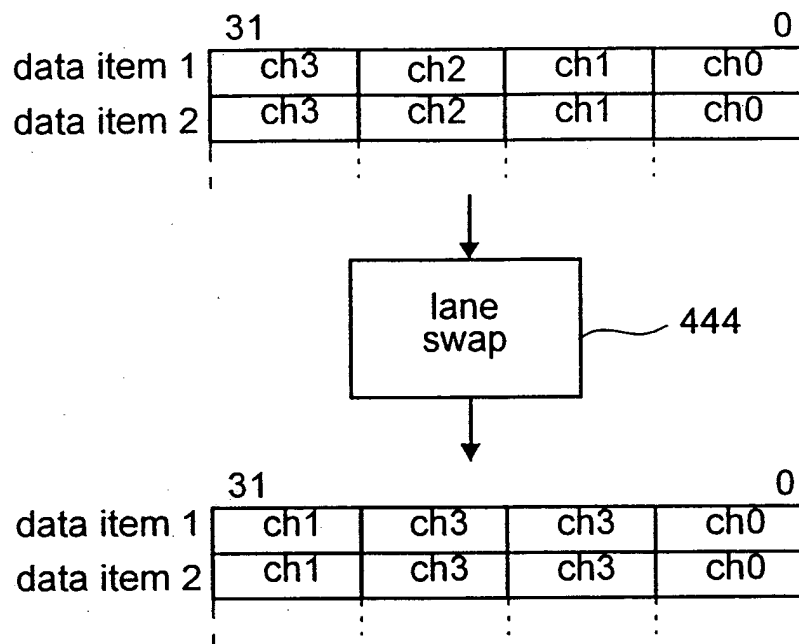 31 0
data item 1 ch3 ch2 ch1 ch0
data item 2 ch3 ch2 ch1 ch0
lane
swap
444
31 0
data item 1 ch1 ch3 ch3 ch0
data item 2 ch1 ch3 ch3 ch0